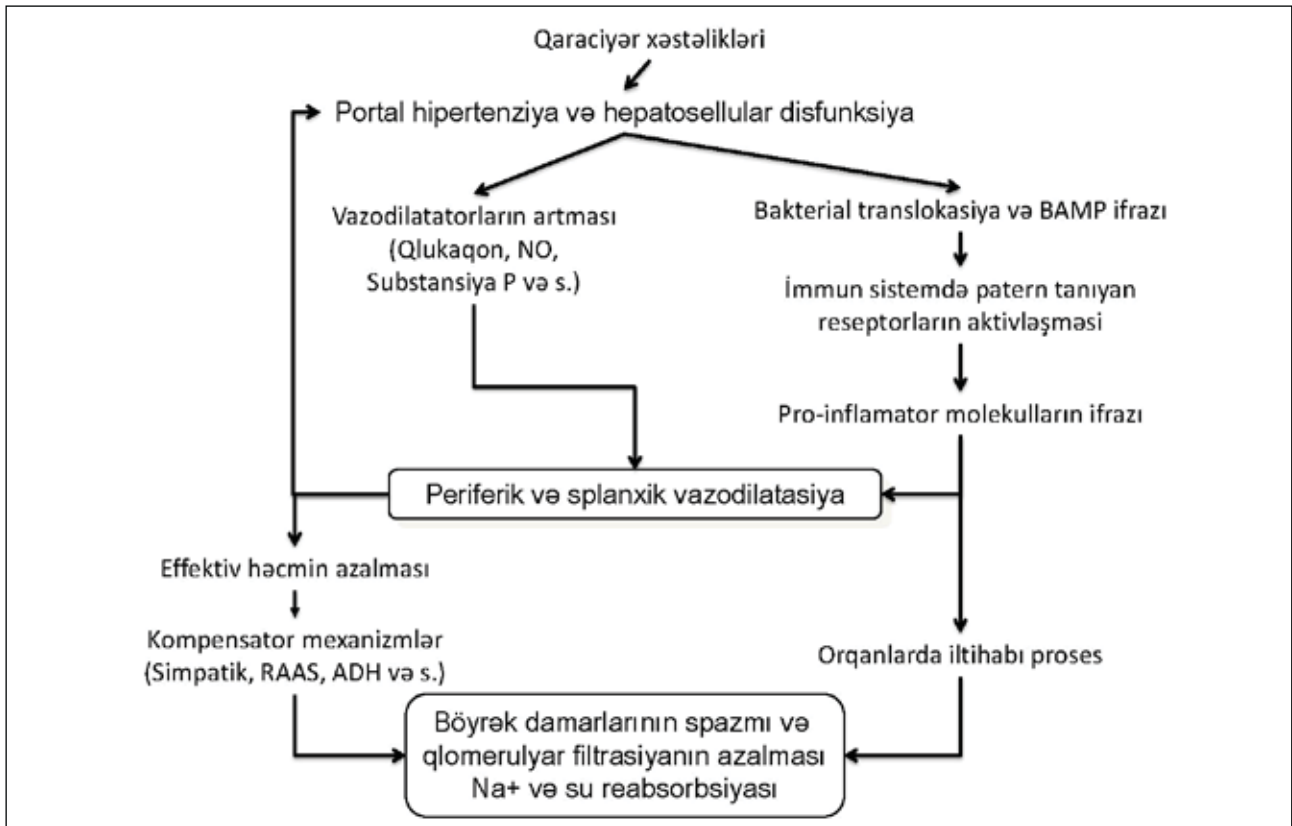 Qaraciyər xəstəlikləri
Portal hipertenziya və hepatosellular disfunksiya
Vazodilatatorların artması
(Qlukaqon, NO,
Substansiya P və s.)
Bakterial translokasiya və BAMP ifrazı
İmmun sistemdə patern tanıyan
reseptorların aktivləşməsi
Pro-inflamator molekulların ifrazı
Periferik və splanxik vazodilatasiya
Effektiv həcmin azalması
Kompensator mexanizmlər
(Simpatik, RAAS, ADH və s.)
Orqanlarda iltihabı proses
Böyrək damarlarının spazmı və
qlomerulyar filtrasiyanın azalması
Na+ və su reabsorbsiyası